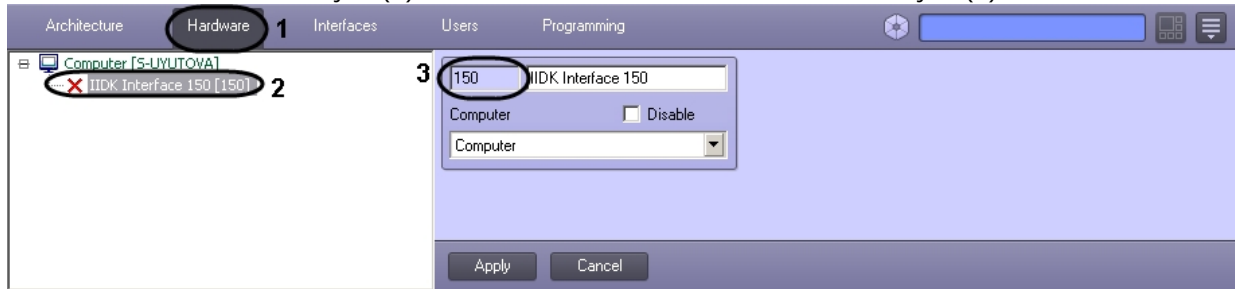 Architecture Hardware 1 Interfaces Users Programming
Computer [S-UYUTOVA]
IIDK Interface 150 [150] 2
3 150 IIDK Interface 150
Computer Disable
Computer
Apply Cancel